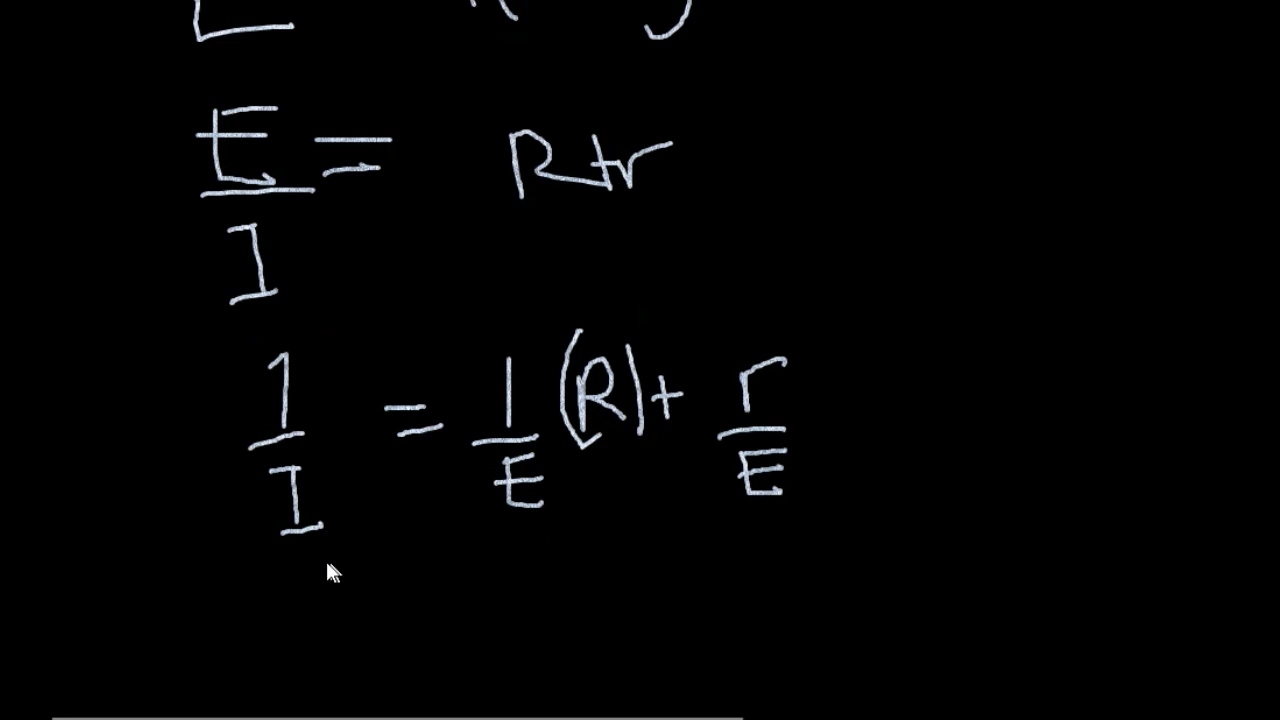 E/I = R+r
1/I = 1/E (R) + r/E